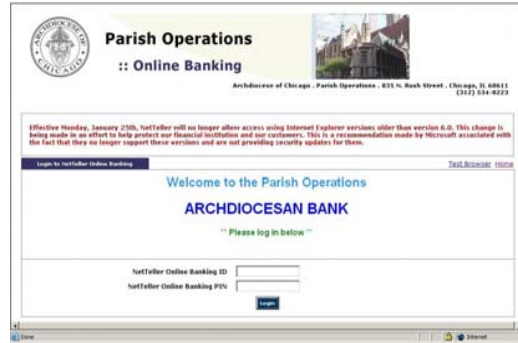 ARCHDIOCESE OF CHICAGO
Parish Operations
:: Online Banking
Archdiocese of Chicago . Parish Operations . 835 N. Rush Street . Chicago, IL 60611
(312) 534-8223
Effective Monday, January 25th, NetTeller will no longer allow access using Internet Explorer versions older than version 6.0. This change is
being made in an effort to help protect our financial institution and our customers. This is a recommendation made by Microsoft associated with
the fact that they no longer support these versions and are not providing security updates for them.
Login to NetTeller Online Banking
Test Browser Home
Welcome to the Parish Operations
ARCHDIOCESAN BANK
** Please log in below **
NetTeller Online Banking ID
NetTeller Online Banking PIN
Login
Done
Internet